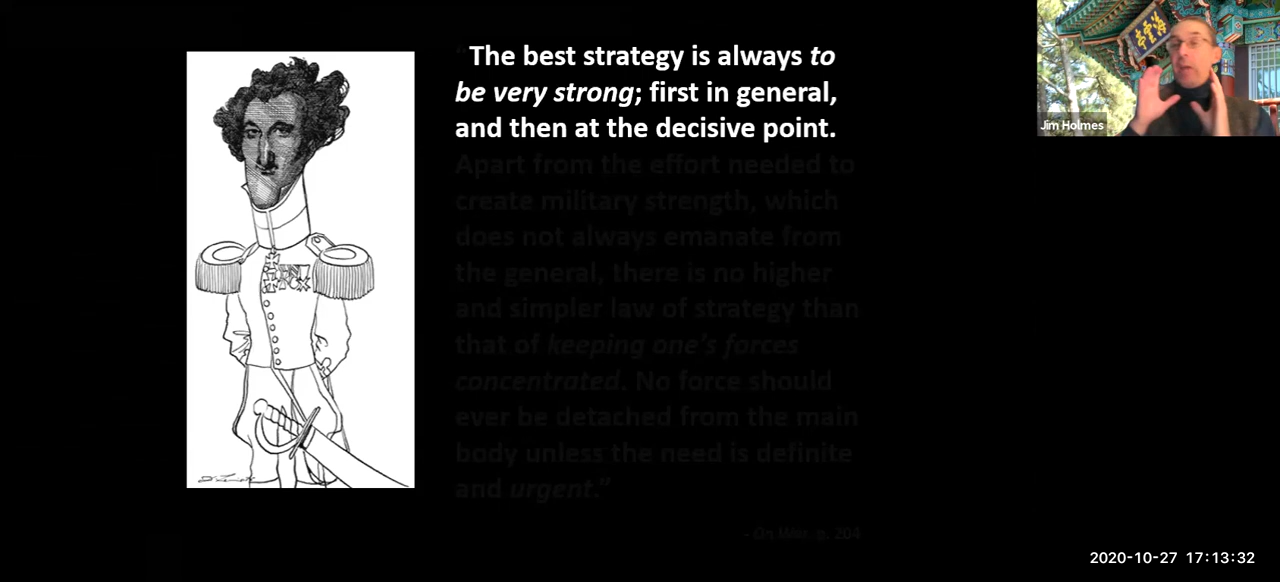 "The best strategy is always to
be very strong; first in general,
and then at the decisive point.
Apart from the effort needed to
create military strength, which
does not always emanate from
the general, there is no higher
and simpler law of strategy than
that of keeping one's forces
concentrated. No force should
ever be detached from the main
body unless the need is definite
and urgent."
- On War, p. 204
Jim Holmes
2020-10-27 17:13:32